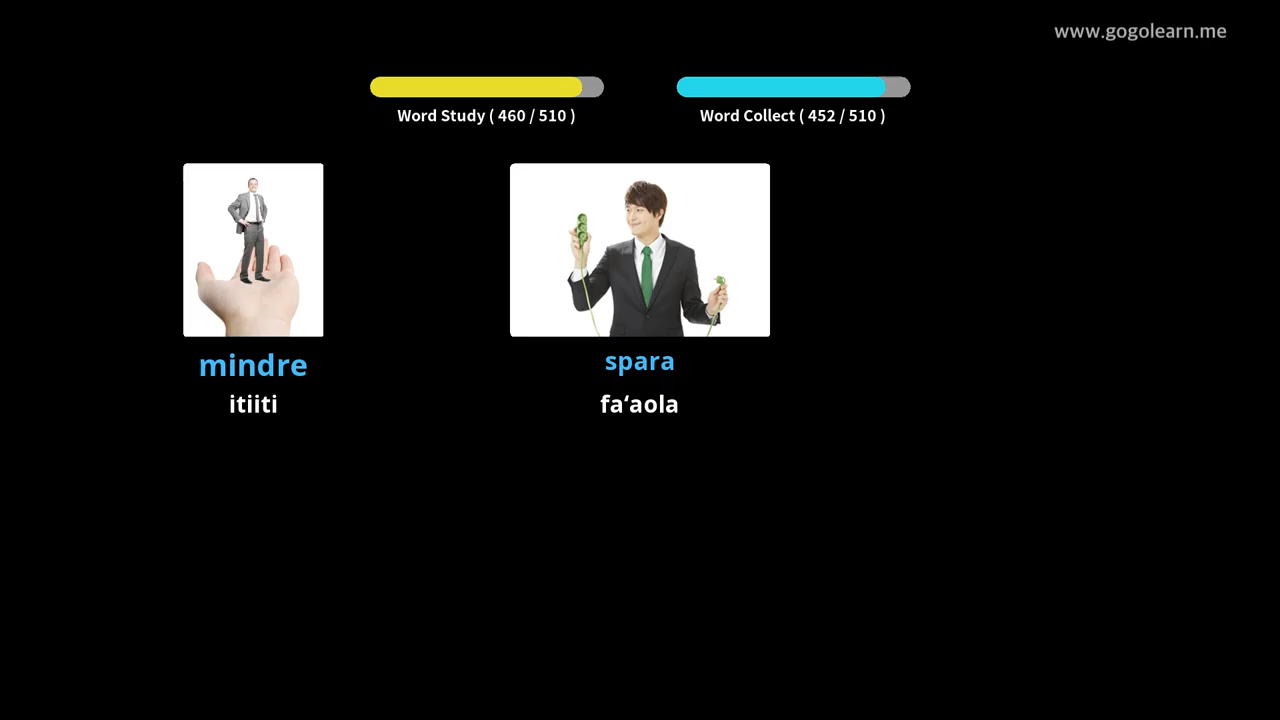 www.gogolearn.me
Word Study ( 460 / 510 )
Word Collect ( 452 / 510 )
mindre
itiiti
spara
fa‘aola